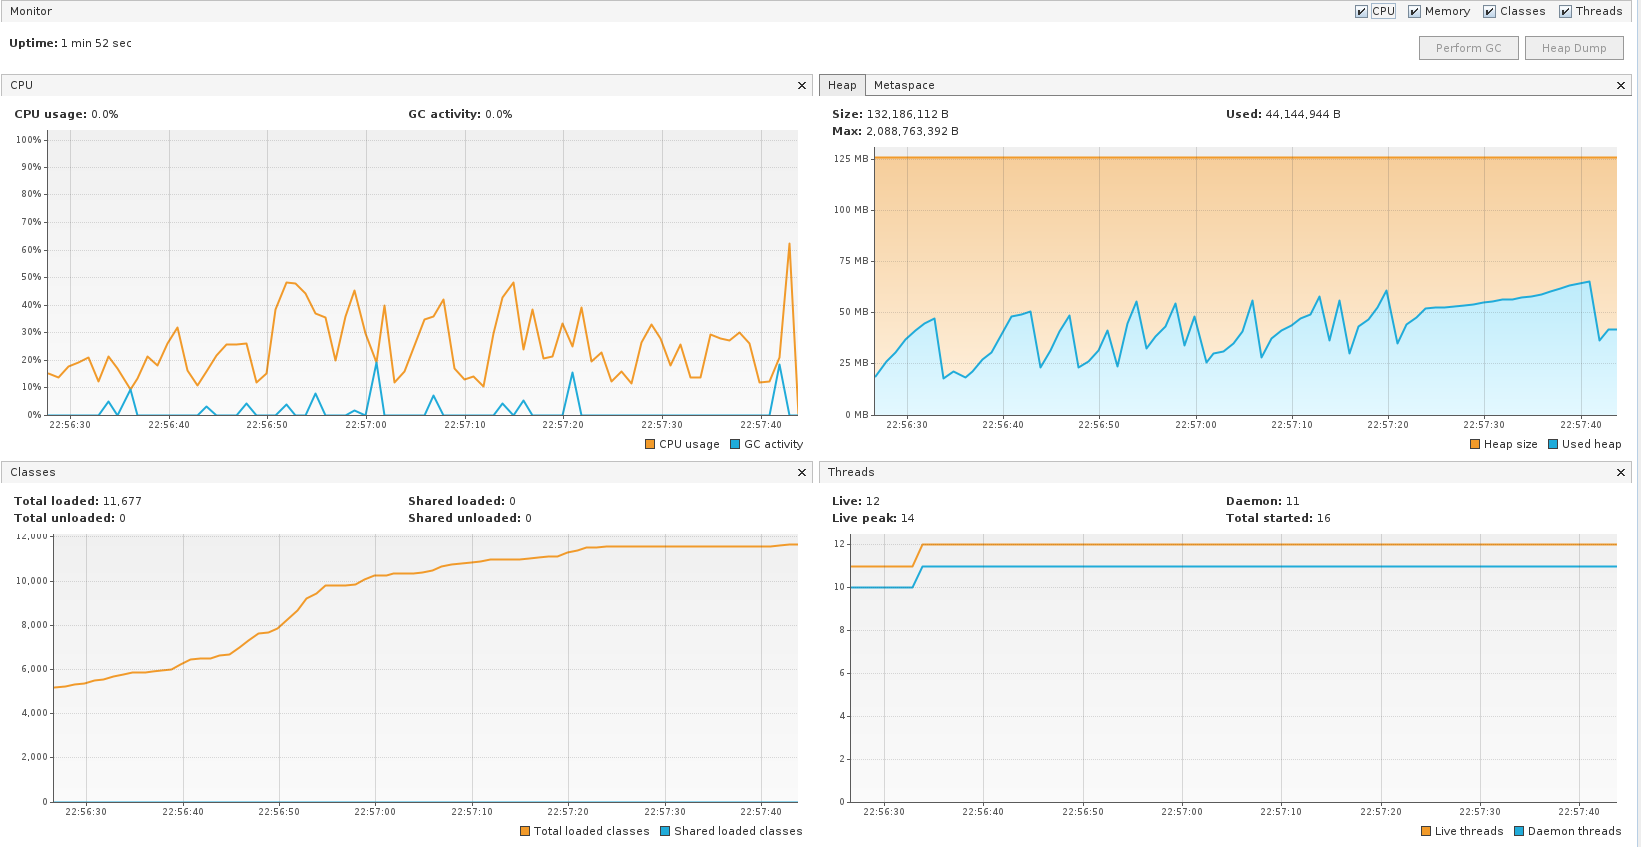 Monitor
CPU Memory Classes Threads
Uptime: 1 min 52 sec
Perform GC Heap Dump
CPU
CPU usage: 0.0% GC activity: 0.0%
100%
90%
80%
70%
60%
50%
40%
30%
20%
10%
0%
22:56:30 22:56:40 22:56:50 22:57:00 22:57:10 22:57:20 22:57:30 22:57:40
CPU usage GC activity
Heap Metaspace
Size: 132,186,112 B Used: 44,144,944 B
Max: 2,088,763,392 B
125 MB
100 MB
75 MB
50 MB
25 MB
0 MB
22:56:30 22:56:40 22:56:50 22:57:00 22:57:10 22:57:20 22:57:30 22:57:40
Heap size Used heap
Classes
Total loaded: 11,677 Shared loaded: 0
Total unloaded: 0 Shared unloaded: 0
12,000
10,000
8,000
6,000
4,000
2,000
0
22:56:30 22:56:40 22:56:50 22:57:00 22:57:10 22:57:20 22:57:30 22:57:40
Total loaded classes Shared loaded classes
Threads
Live: 12 Daemon: 11
Live peak: 14 Total started: 16
12
10
8
6
4
2
0
22:56:30 22:56:40 22:56:50 22:57:00 22:57:10 22:57:20 22:57:30 22:57:40
Live threads Daemon threads